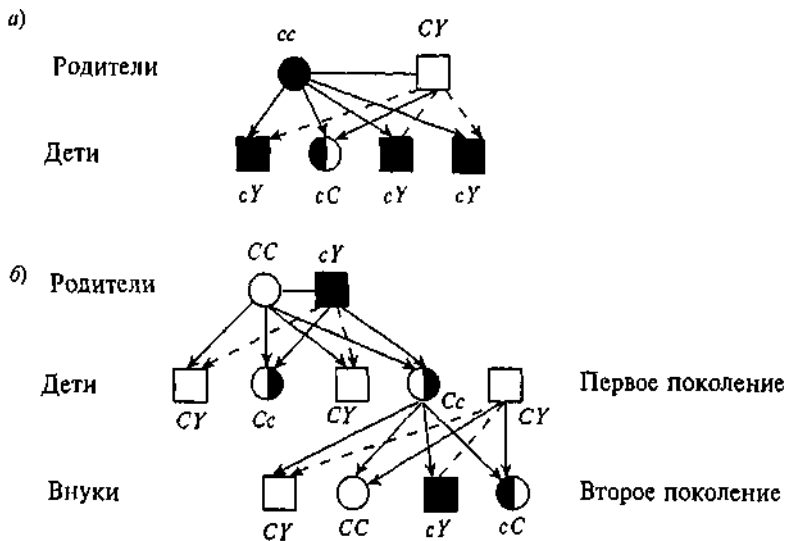 а)
cc CY
Родители
Дети
cY cC cY cY
CC cY
б) Родители
Дети Первое поколение
CY Cc CY Cc CY
Внуки Второе поколение
CY CC cY cC